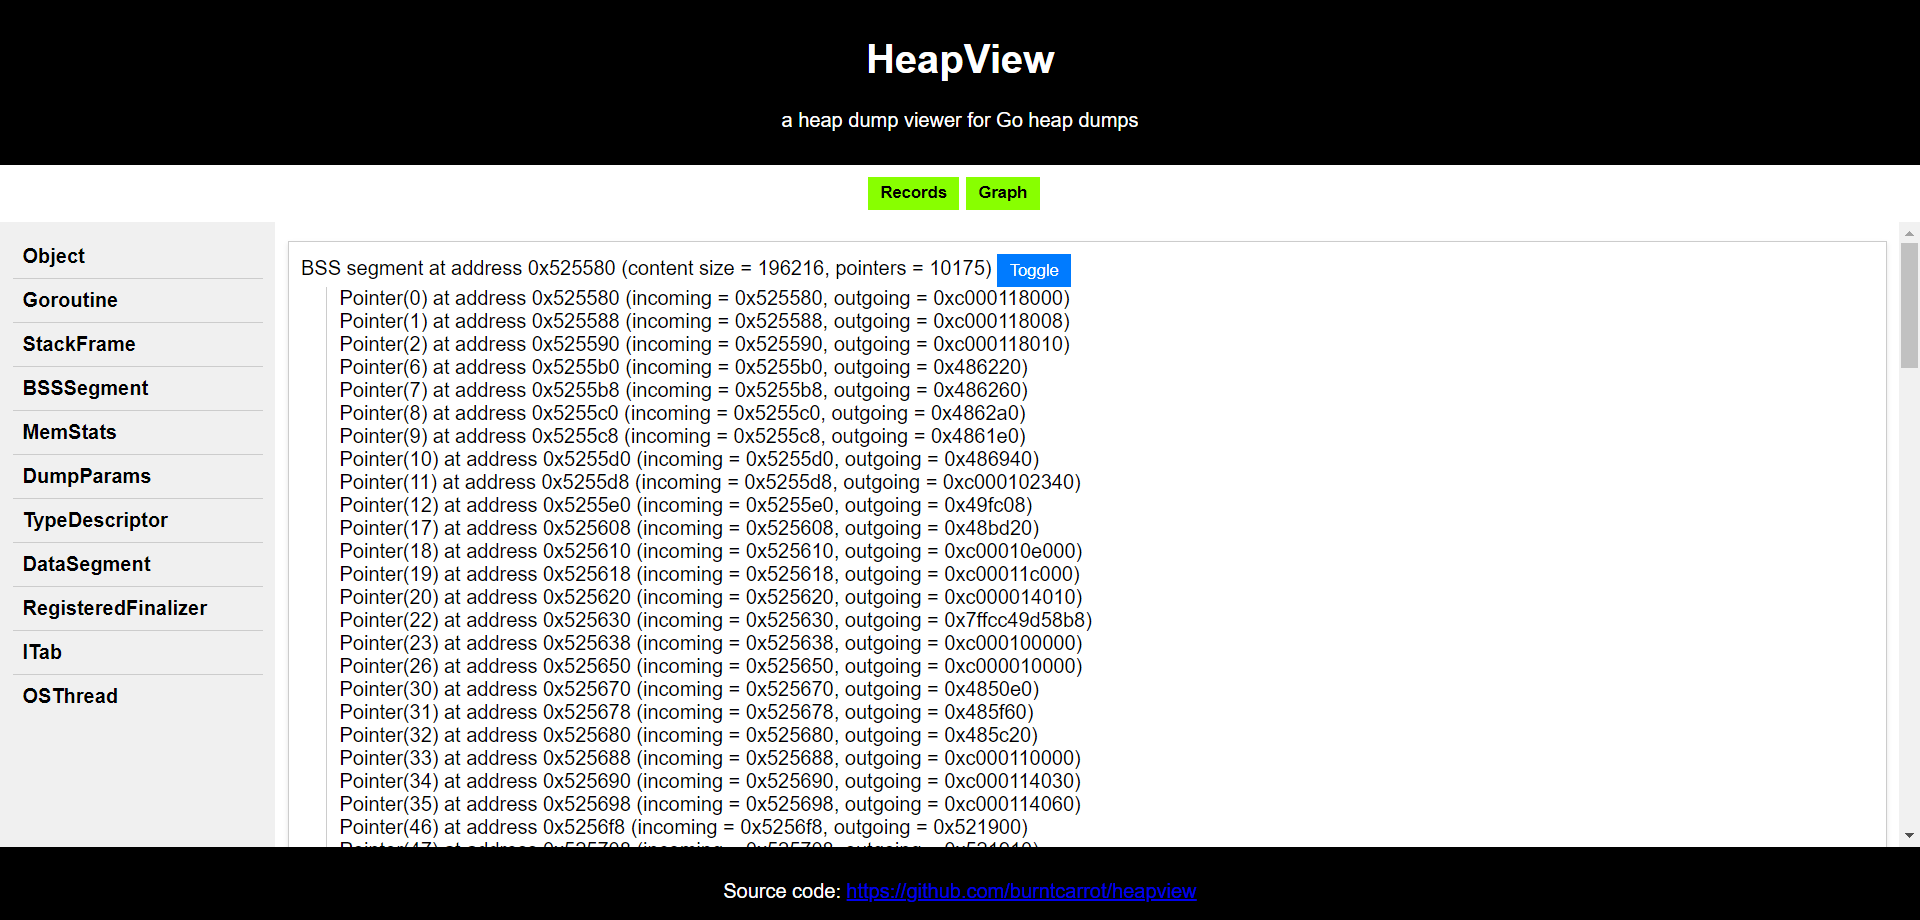 HeapView
a heap dump viewer for Go heap dumps
Records Graph
Object
Goroutine
StackFrame
BSSSegment
MemStats
DumpParams
TypeDescriptor
DataSegment
RegisteredFinalizer
ITab
OSThread
BSS segment at address 0x525580 (content size = 196216, pointers = 10175) Toggle
Pointer(0) at address 0x525580 (incoming = 0x525580, outgoing = 0xc000118000)
Pointer(1) at address 0x525588 (incoming = 0x525588, outgoing = 0xc000118008)
Pointer(2) at address 0x525590 (incoming = 0x525590, outgoing = 0xc000118010)
Pointer(6) at address 0x5255b0 (incoming = 0x5255b0, outgoing = 0x486220)
Pointer(7) at address 0x5255b8 (incoming = 0x5255b8, outgoing = 0x486260)
Pointer(8) at address 0x5255c0 (incoming = 0x5255c0, outgoing = 0x4862a0)
Pointer(9) at address 0x5255c8 (incoming = 0x5255c8, outgoing = 0x4861e0)
Pointer(10) at address 0x5255d0 (incoming = 0x5255d0, outgoing = 0x486940)
Pointer(11) at address 0x5255d8 (incoming = 0x5255d8, outgoing = 0xc000102340)
Pointer(12) at address 0x5255e0 (incoming = 0x5255e0, outgoing = 0x49fc08)
Pointer(17) at address 0x525608 (incoming = 0x525608, outgoing = 0x48bd20)
Pointer(18) at address 0x525610 (incoming = 0x525610, outgoing = 0xc00010e000)
Pointer(19) at address 0x525618 (incoming = 0x525618, outgoing = 0xc00011c000)
Pointer(20) at address 0x525620 (incoming = 0x525620, outgoing = 0xc000014010)
Pointer(22) at address 0x525630 (incoming = 0x525630, outgoing = 0x7ffcc49d58b8)
Pointer(23) at address 0x525638 (incoming = 0x525638, outgoing = 0xc000100000)
Pointer(26) at address 0x525650 (incoming = 0x525650, outgoing = 0xc000010000)
Pointer(30) at address 0x525670 (incoming = 0x525670, outgoing = 0x4850e0)
Pointer(31) at address 0x525678 (incoming = 0x525678, outgoing = 0x485f60)
Pointer(32) at address 0x525680 (incoming = 0x525680, outgoing = 0x485c20)
Pointer(33) at address 0x525688 (incoming = 0x525688, outgoing = 0xc000110000)
Pointer(34) at address 0x525690 (incoming = 0x525690, outgoing = 0xc000114030)
Pointer(35) at address 0x525698 (incoming = 0x525698, outgoing = 0xc000114060)
Pointer(46) at address 0x5256f8 (incoming = 0x5256f8, outgoing = 0x521900)
Source code: https://github.com/burntcarrot/heapview